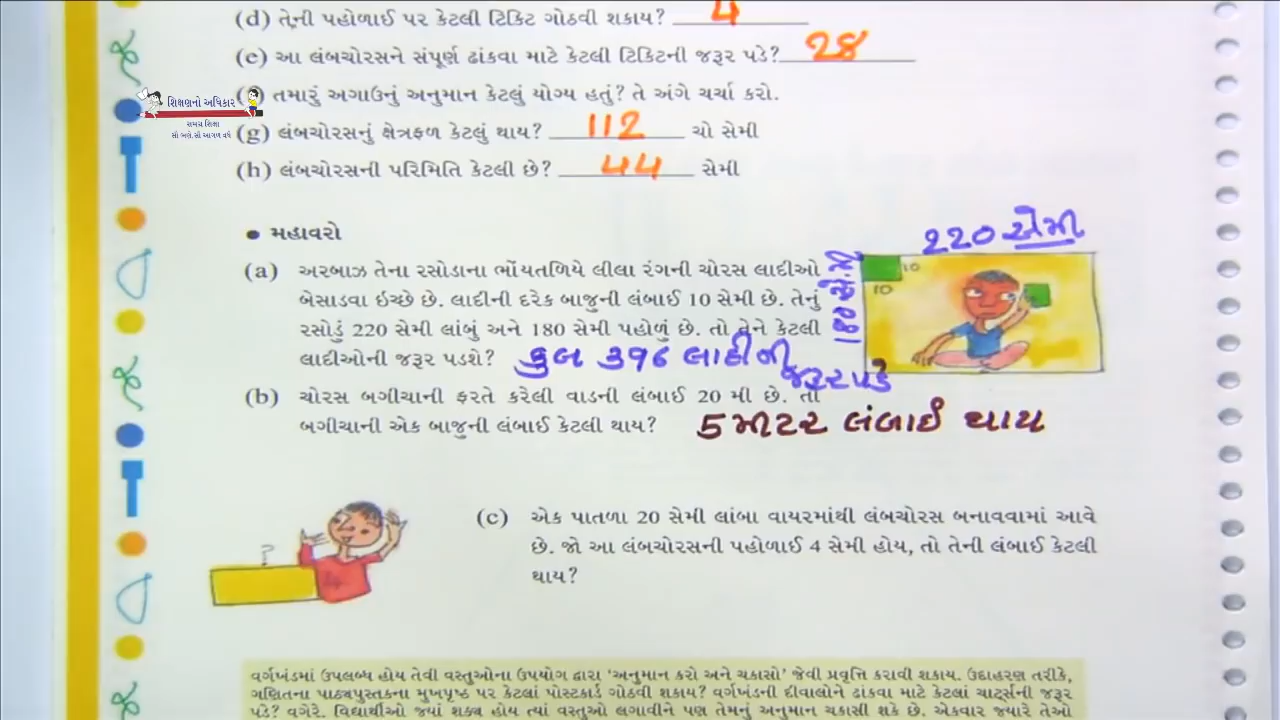 (d) તેની પહોળાઈ પર કેટલી ટિકિટ ગોઠવી શકાય? 4
(e) આ લંબચોરસને સંપૂર્ણ ઢાંકવા માટે કેટલી ટિકિટની જરૂર પડે? 28
તમારું અગાઉનું અનુમાન કેટલું યોગ્ય હતું? તે અંગે ચર્ચા કરો.
શિક્ષણનો અધિકાર
સમગ્ર શિક્ષા
સૌ ભણે સૌ આગળ વધે
(g) લંબચોરસનું ક્ષેત્રફળ કેટલું થાય? 112 ચો સેમી
(h) લંબચોરસની પરિમિતિ કેટલી છે? 44 સેમી
• મહાવરો
220 સેમી
180 સેમી
10
10
(a) અરબાઝ તેના રસોડાના ભોંયતળિયે લીલા રંગની ચોરસ લાદીઓ
બેસાડવા ઇચ્છે છે. લાદીની દરેક બાજુની લંબાઈ 10 સેમી છે. તેનું
રસોડું 220 સેમી લાંબું અને 180 સેમી પહોળું છે. તો તેને કેટલી
લાદીઓની જરૂર પડશે? કુલ 396 લાદીની
જરૂર પડે
(b) ચોરસ બગીચાની ફરતે કરેલી વાડની લંબાઈ 20 મી છે. તો
બગીચાની એક બાજુની લંબાઈ કેટલી થાય? 5 મીટર લંબાઈ થાય
?
(c) એક પાતળા 20 સેમી લાંબા વાયરમાંથી લંબચોરસ બનાવવામાં આવે
છે. જો આ લંબચોરસની પહોળાઈ 4 સેમી હોય, તો તેની લંબાઈ કેટલી
થાય?
વર્ગખંડમાં ઉપલબ્ધ હોય તેવી વસ્તુઓના ઉપયોગ દ્વારા 'અનુમાન કરો અને ચકાસો' જેવી પ્રવૃત્તિ કરાવી શકાય. ઉદાહરણ તરીકે,
ગણિતના પાઠ્યપુસ્તકના મુખપૃષ્ઠ પર કેટલાં પોસ્ટકાર્ડ ગોઠવી શકાય? વર્ગખંડની દીવાલોને ઢાંકવા માટે કેટલાં ચાર્ટ્સની જરૂર
પડે? વગેરે. વિદ્યાર્થીઓ જ્યાં શક્ય હોય ત્યાં વસ્તુઓ લગાવીને પણ તેમનું અનુમાન ચકાસી શકે છે. એકવાર જ્યારે તેઓ